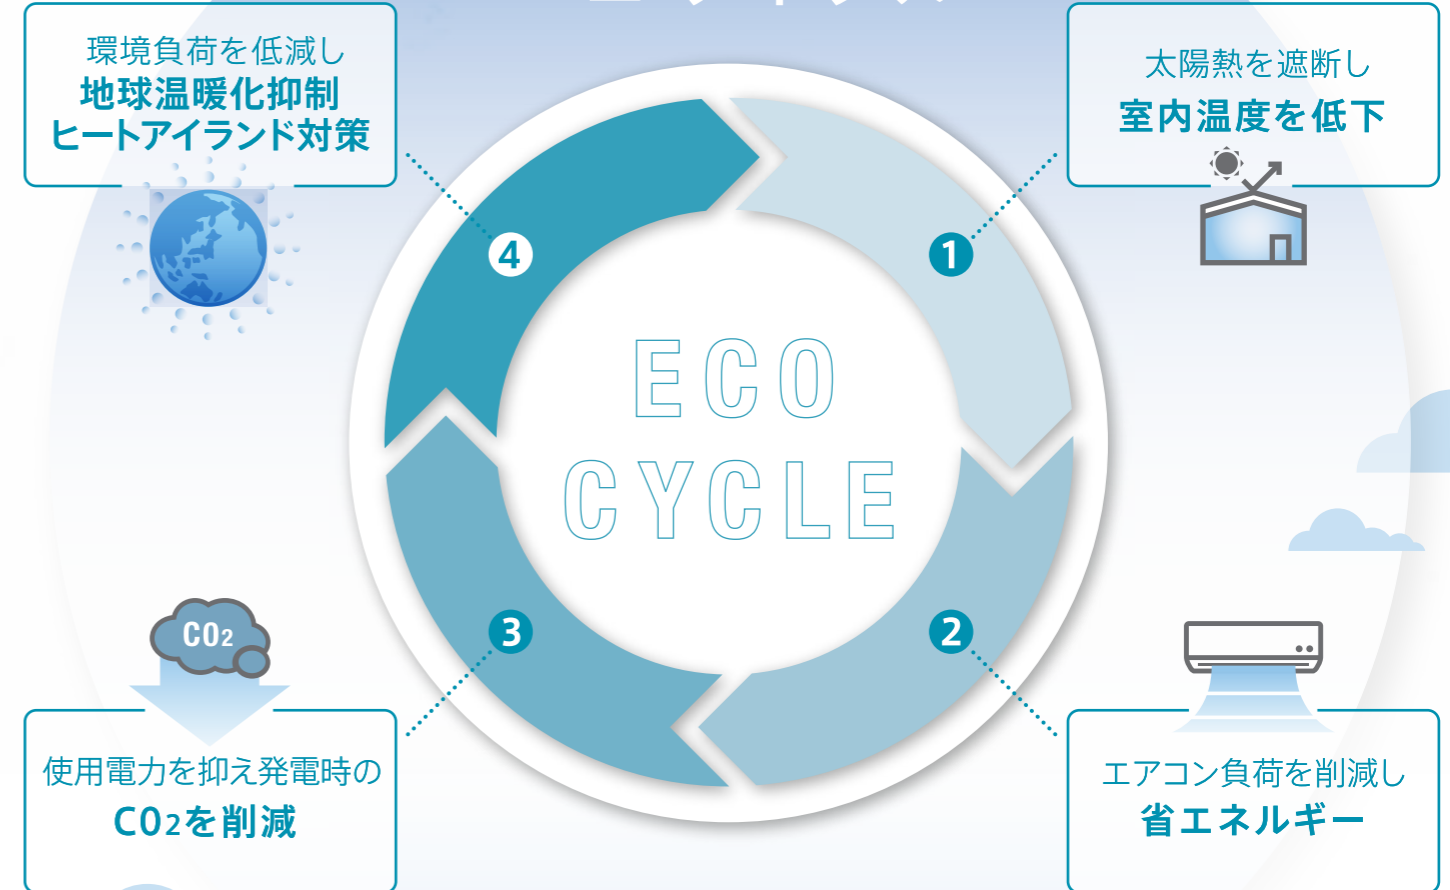 太陽熱を遮断し
室内温度を低下
環境負荷を低減し
地球温暖化抑制
ヒートアイランド対策
1
4
ECO
CYCLE
3
2
CO2
使用電力を抑え発電時の
CO2を削減
エアコン負荷を削減し
省エネルギー